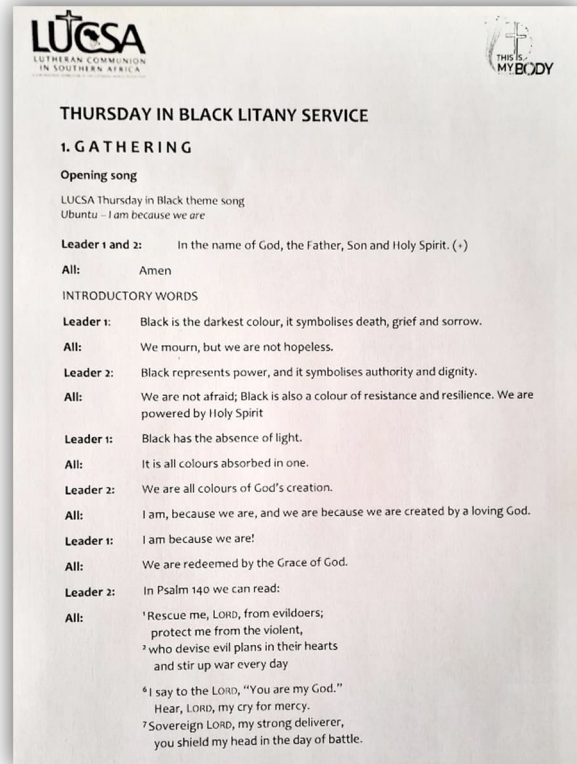 LUCSA
LUTHERAN COMMUNION
IN SOUTHERN AFRICA
THIS IS
MY BODY
THURSDAY IN BLACK LITANY SERVICE
1. GATHERING
Opening song
LUCSA Thursday in Black theme song
Ubuntu – I am because we are
Leader 1 and 2: In the name of God, the Father, Son and Holy Spirit. (+)
All: Amen
INTRODUCTORY WORDS
Leader 1: Black is the darkest colour, it symbolises death, grief and sorrow.
All: We mourn, but we are not hopeless.
Leader 2: Black represents power, and it symbolises authority and dignity.
All: We are not afraid; Black is also a colour of resistance and resilience. We are
powered by Holy Spirit
Leader 1: Black has the absence of light.
All: It is all colours absorbed in one.
Leader 2: We are all colours of God's creation.
All: I am, because we are, and we are because we are created by a loving God.
Leader 1: I am because we are!
All: We are redeemed by the Grace of God.
Leader 2: In Psalm 140 we can read:
All: ¹Rescue me, LORD, from evildoers;
protect me from the violent,
² who devise evil plans in their hearts
and stir up war every day
⁶ I say to the LORD, "You are my God."
Hear, LORD, my cry for mercy.
⁷ Sovereign LORD, my strong deliverer,
you shield my head in the day of battle.